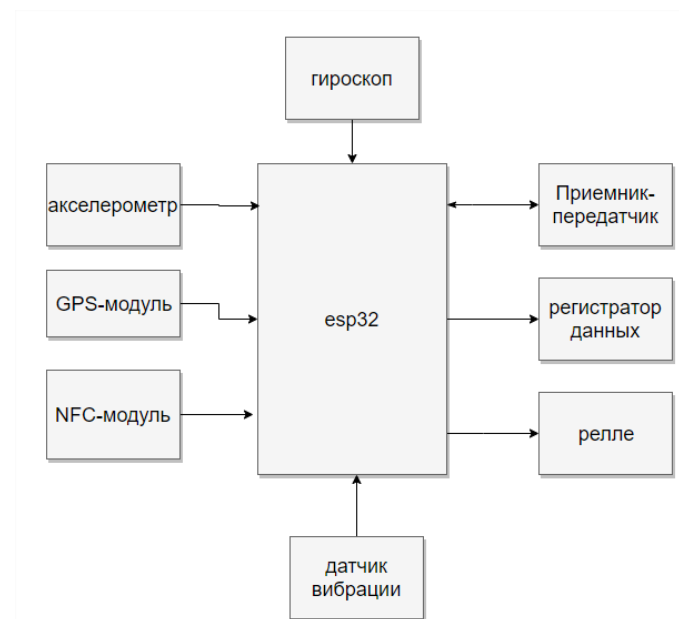 гироскоп
акселерометр
Приемник-
передатчик
GPS-модуль
esp32
регистратор
данных
NFC-модуль
релле
датчик
вибрации